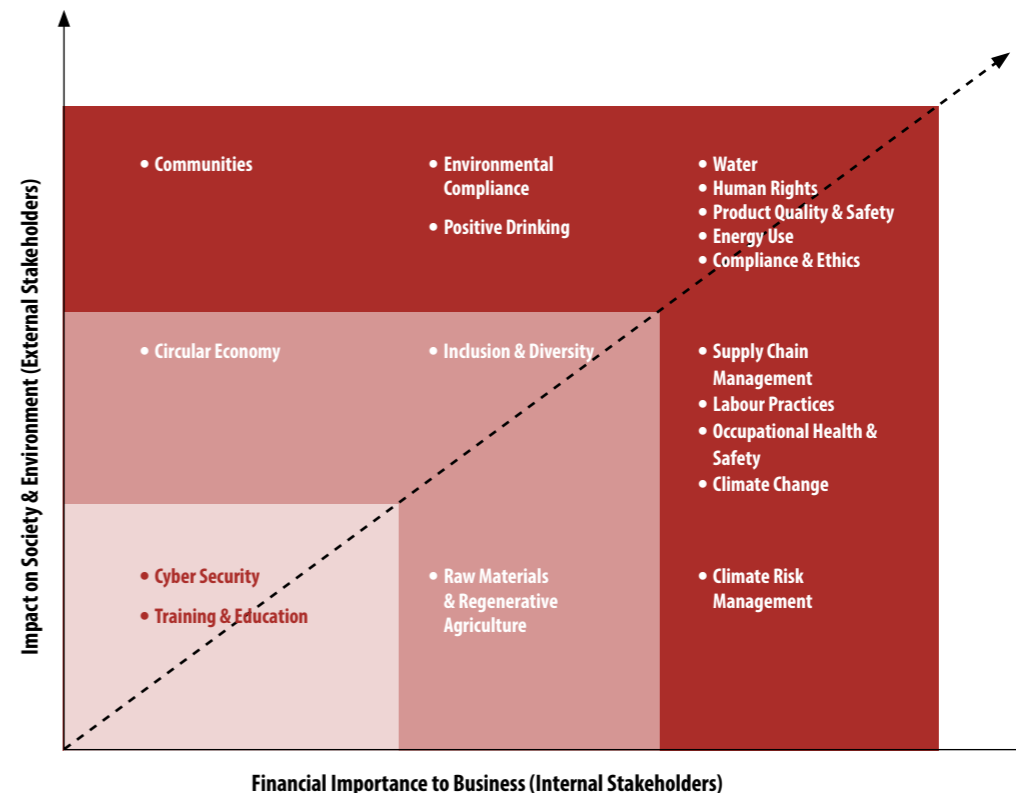 Impact on Society & Environment (External Stakeholders)
• Communities
• Environmental
Compliance
• Positive Drinking
• Water
• Human Rights
• Product Quality & Safety
• Energy Use
• Compliance & Ethics
• Circular Economy
• Inclusion & Diversity
• Supply Chain
Management
• Labour Practices
• Occupational Health &
Safety
• Climate Change
• Cyber Security
• Training & Education
• Raw Materials
& Regenerative
Agriculture
• Climate Risk
Management
Financial Importance to Business (Internal Stakeholders)